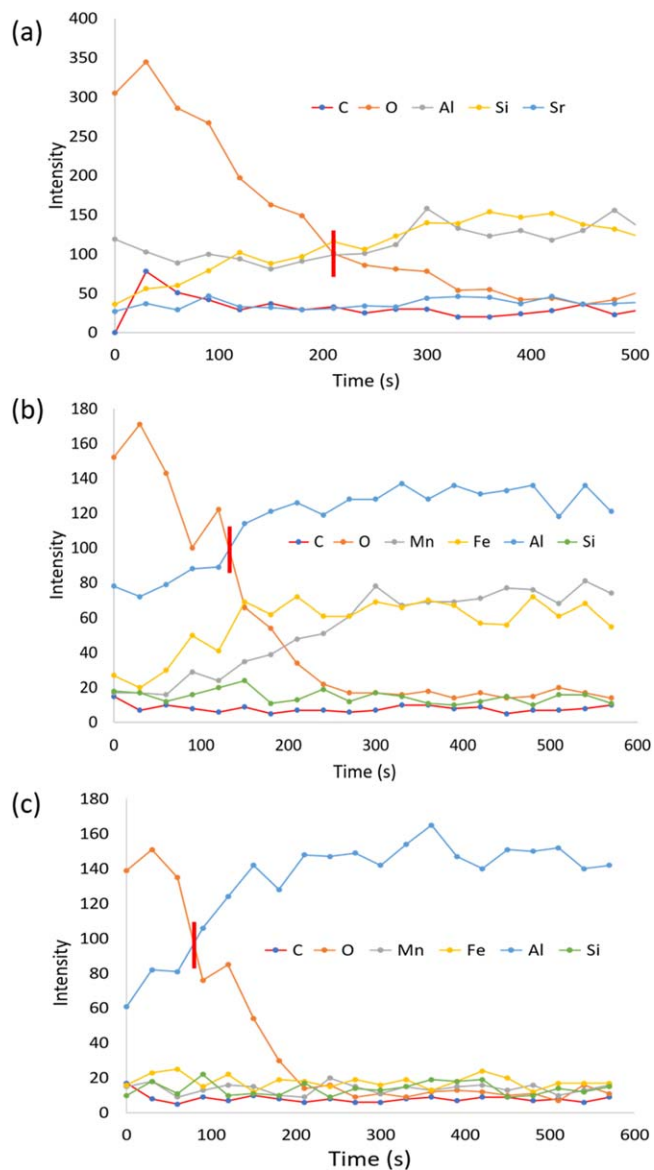 (a)
400
350
300
250
200
150
100
50
0
Intensity
C O Al Si Sr
0 100 200 300 400 500
Time (s)
(b)
180
160
140
120
100
80
60
40
20
0
Intensity
C O Mn Fe Al Si
0 100 200 300 400 500 600
Time (s)
(c)
180
160
140
120
100
80
60
40
20
0
Intensity
C O Mn Fe Al Si
0 100 200 300 400 500 600
Time (s)